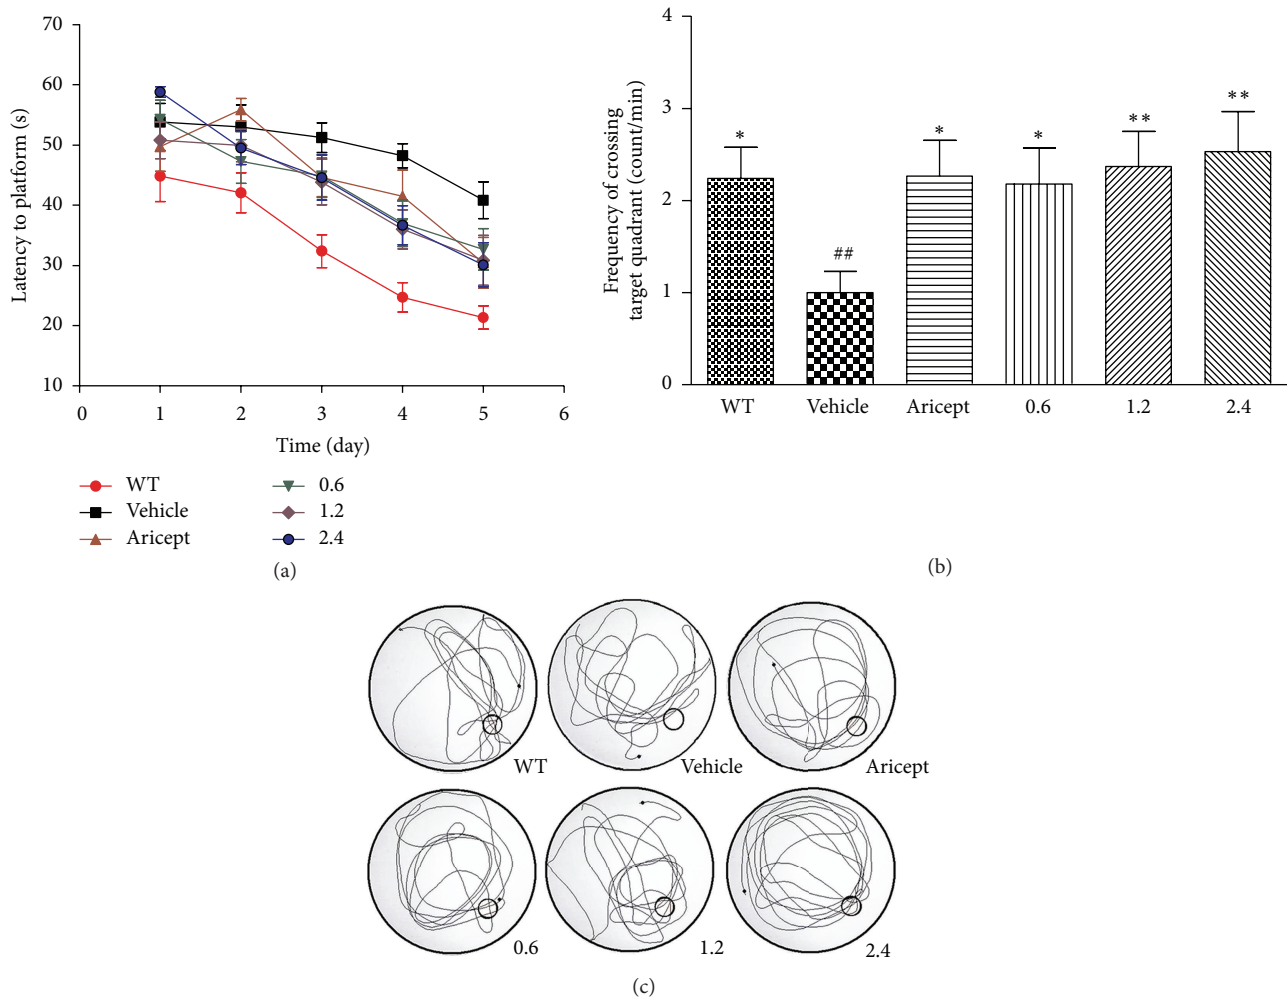 70
60
50
40
30
20
10
Latency to platform (s)
0 1 2 3 4 5 6
Time (day)
WT
Vehicle
Aricept
0.6
1.2
2.4
(a)
4
3
2
1
0
Frequency of crossing
target quadrant (count/min)
*
##
*
*
**
**
WT Vehicle Aricept 0.6 1.2 2.4
(b)
WT
Vehicle
Aricept
0.6
1.2
2.4
(c)